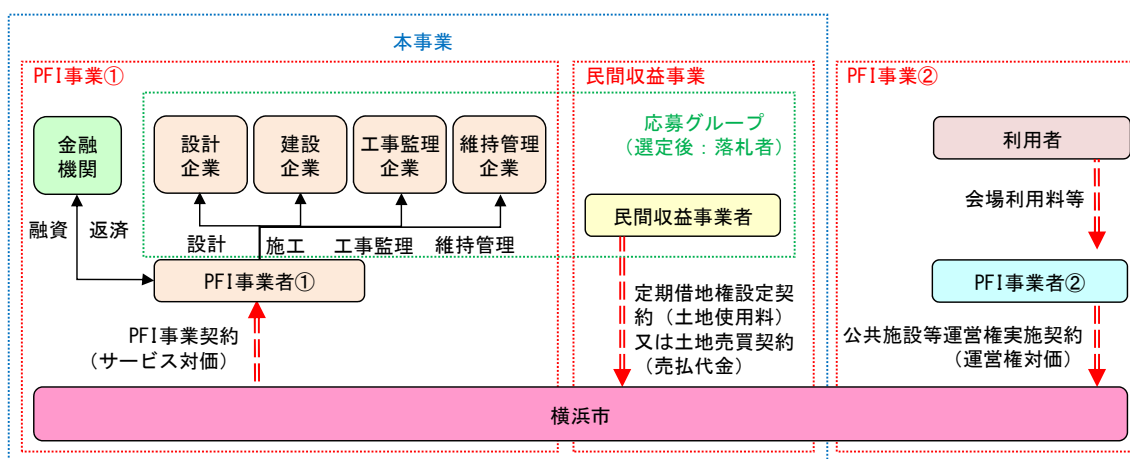 本事業
PFI事業①
民間収益事業
PFI事業②
応募グループ
（選定後：落札者）
金融
機関
設計
企業
建設
企業
工事監理
企業
維持管理
企業
利用者
民間収益事業者
会場利用料等
融資
返済
設計
施工
工事監理
維持管理
PFI事業者①
PFI事業者②
PFI事業契約
（サービス対価）
定期借地権設定契
約（土地使用料）
又は土地売買契約
（売払代金）
公共施設等運営権実施契約
（運営権対価）
横浜市